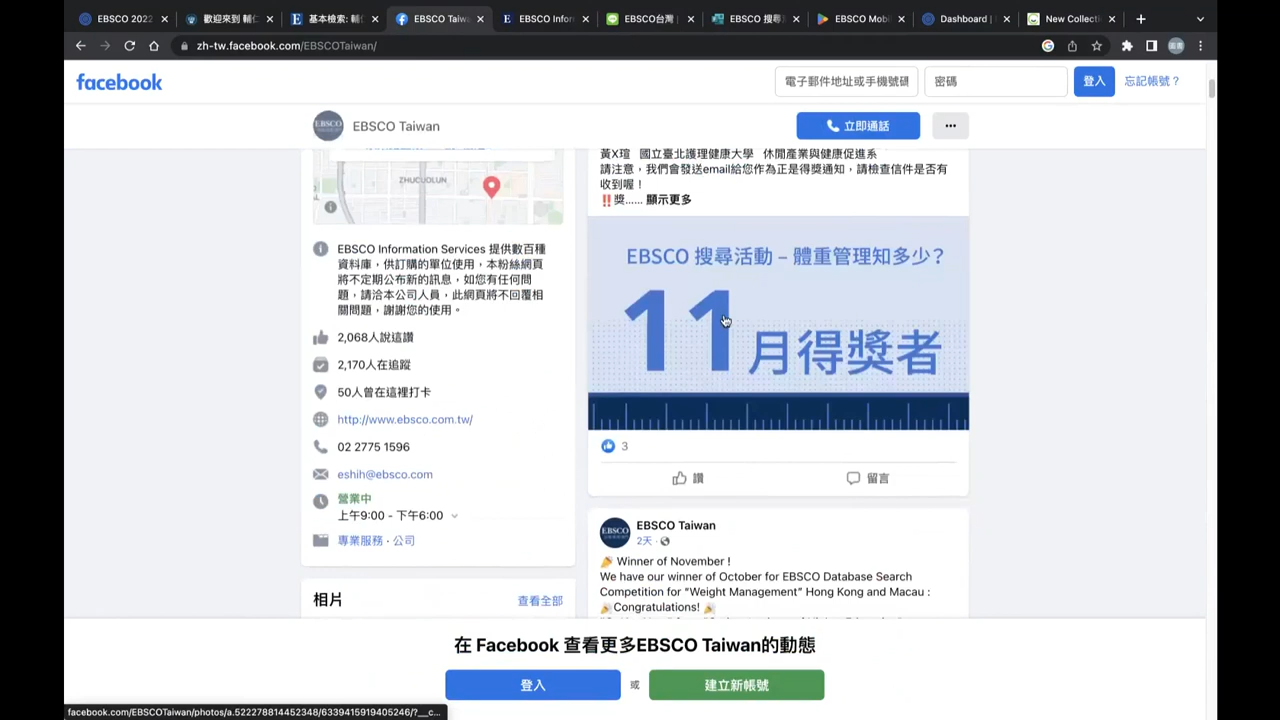 EBSCO 2022
歡迎來到 輔仁
基本檢索: 輔
EBSCO Taiw
EBSCO Infor
EBSCO台灣
EBSCO 搜尋
EBSCO Mobi
Dashboard |
New Collecti
zh-tw.facebook.com/EBSCOTaiwan/
facebook
電子郵件地址或手機號碼
密碼
登入
忘記帳號？
EBSCO Taiwan
立即通話
ZHUCUOLUN
EBSCO Information Services 提供數百種
資料庫，供訂購的單位使用，本粉絲網頁
將不定期公布新的訊息，如您有任何問
題，請洽本公司人員，此網頁將不回覆相
關問題，謝謝您的使用。
2,068人說這讚
2,170人在追蹤
50人曾在這裡打卡
http://www.ebsco.com.tw/
02 2775 1596
eshih@ebsco.com
營業中
上午9:00 - 下午6:00
專業服務 · 公司
相片
查看全部
黃X瑄 國立臺北護理健康大學 休閒產業與健康促進系
請注意，我們會發送email給您作為正是得獎通知，請檢查信件是否有
收到喔！
‼️獎...... 顯示更多
EBSCO 搜尋活動 – 體重管理知多少?
11月得獎者
3
讚
留言
EBSCO Taiwan
2天 ·
🎉 Winner of November !
We have our winner of October for EBSCO Database Search
Competition for “Weight Management” Hong Kong and Macau :
🎉Congratulations! 🎉
在 Facebook 查看更多EBSCO Taiwan的動態
登入
或
建立新帳號
facebook.com/EBSCOTaiwan/photos/a.522278814452348/6339415919405246/?__c...